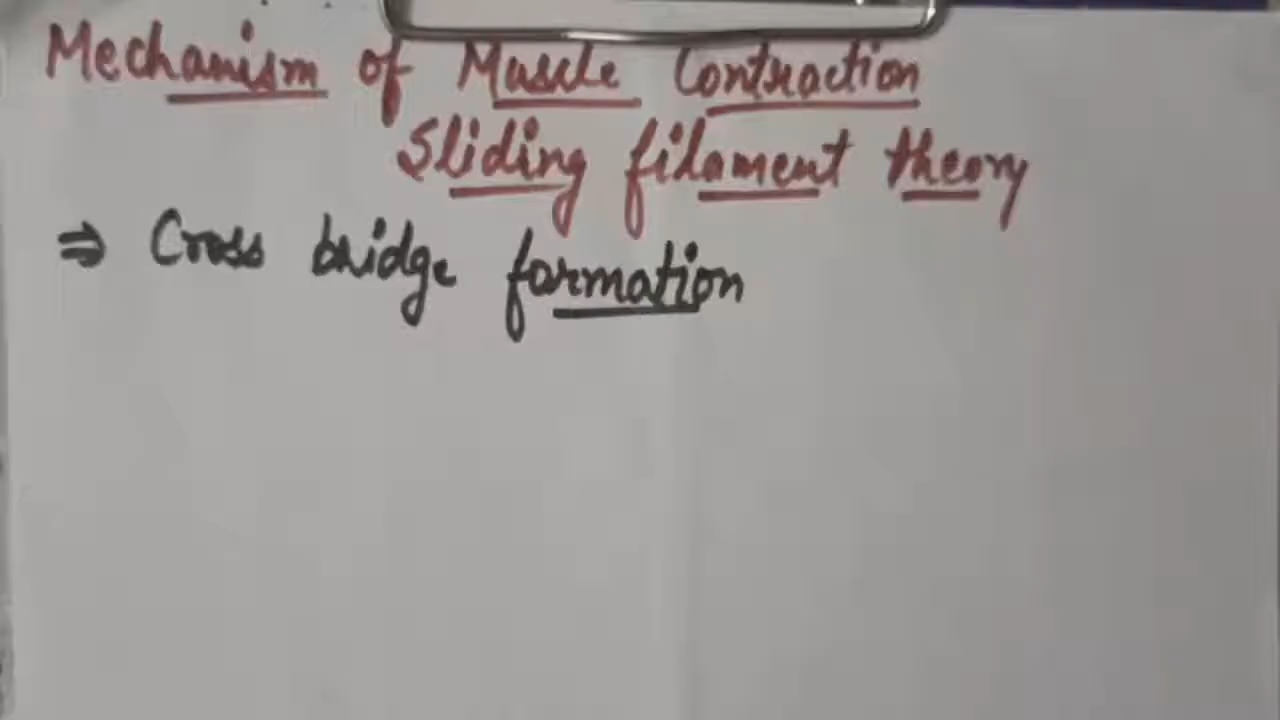 Mechanism of Muscle Contraction
Sliding filament theory
⇒ Cross bridge formation